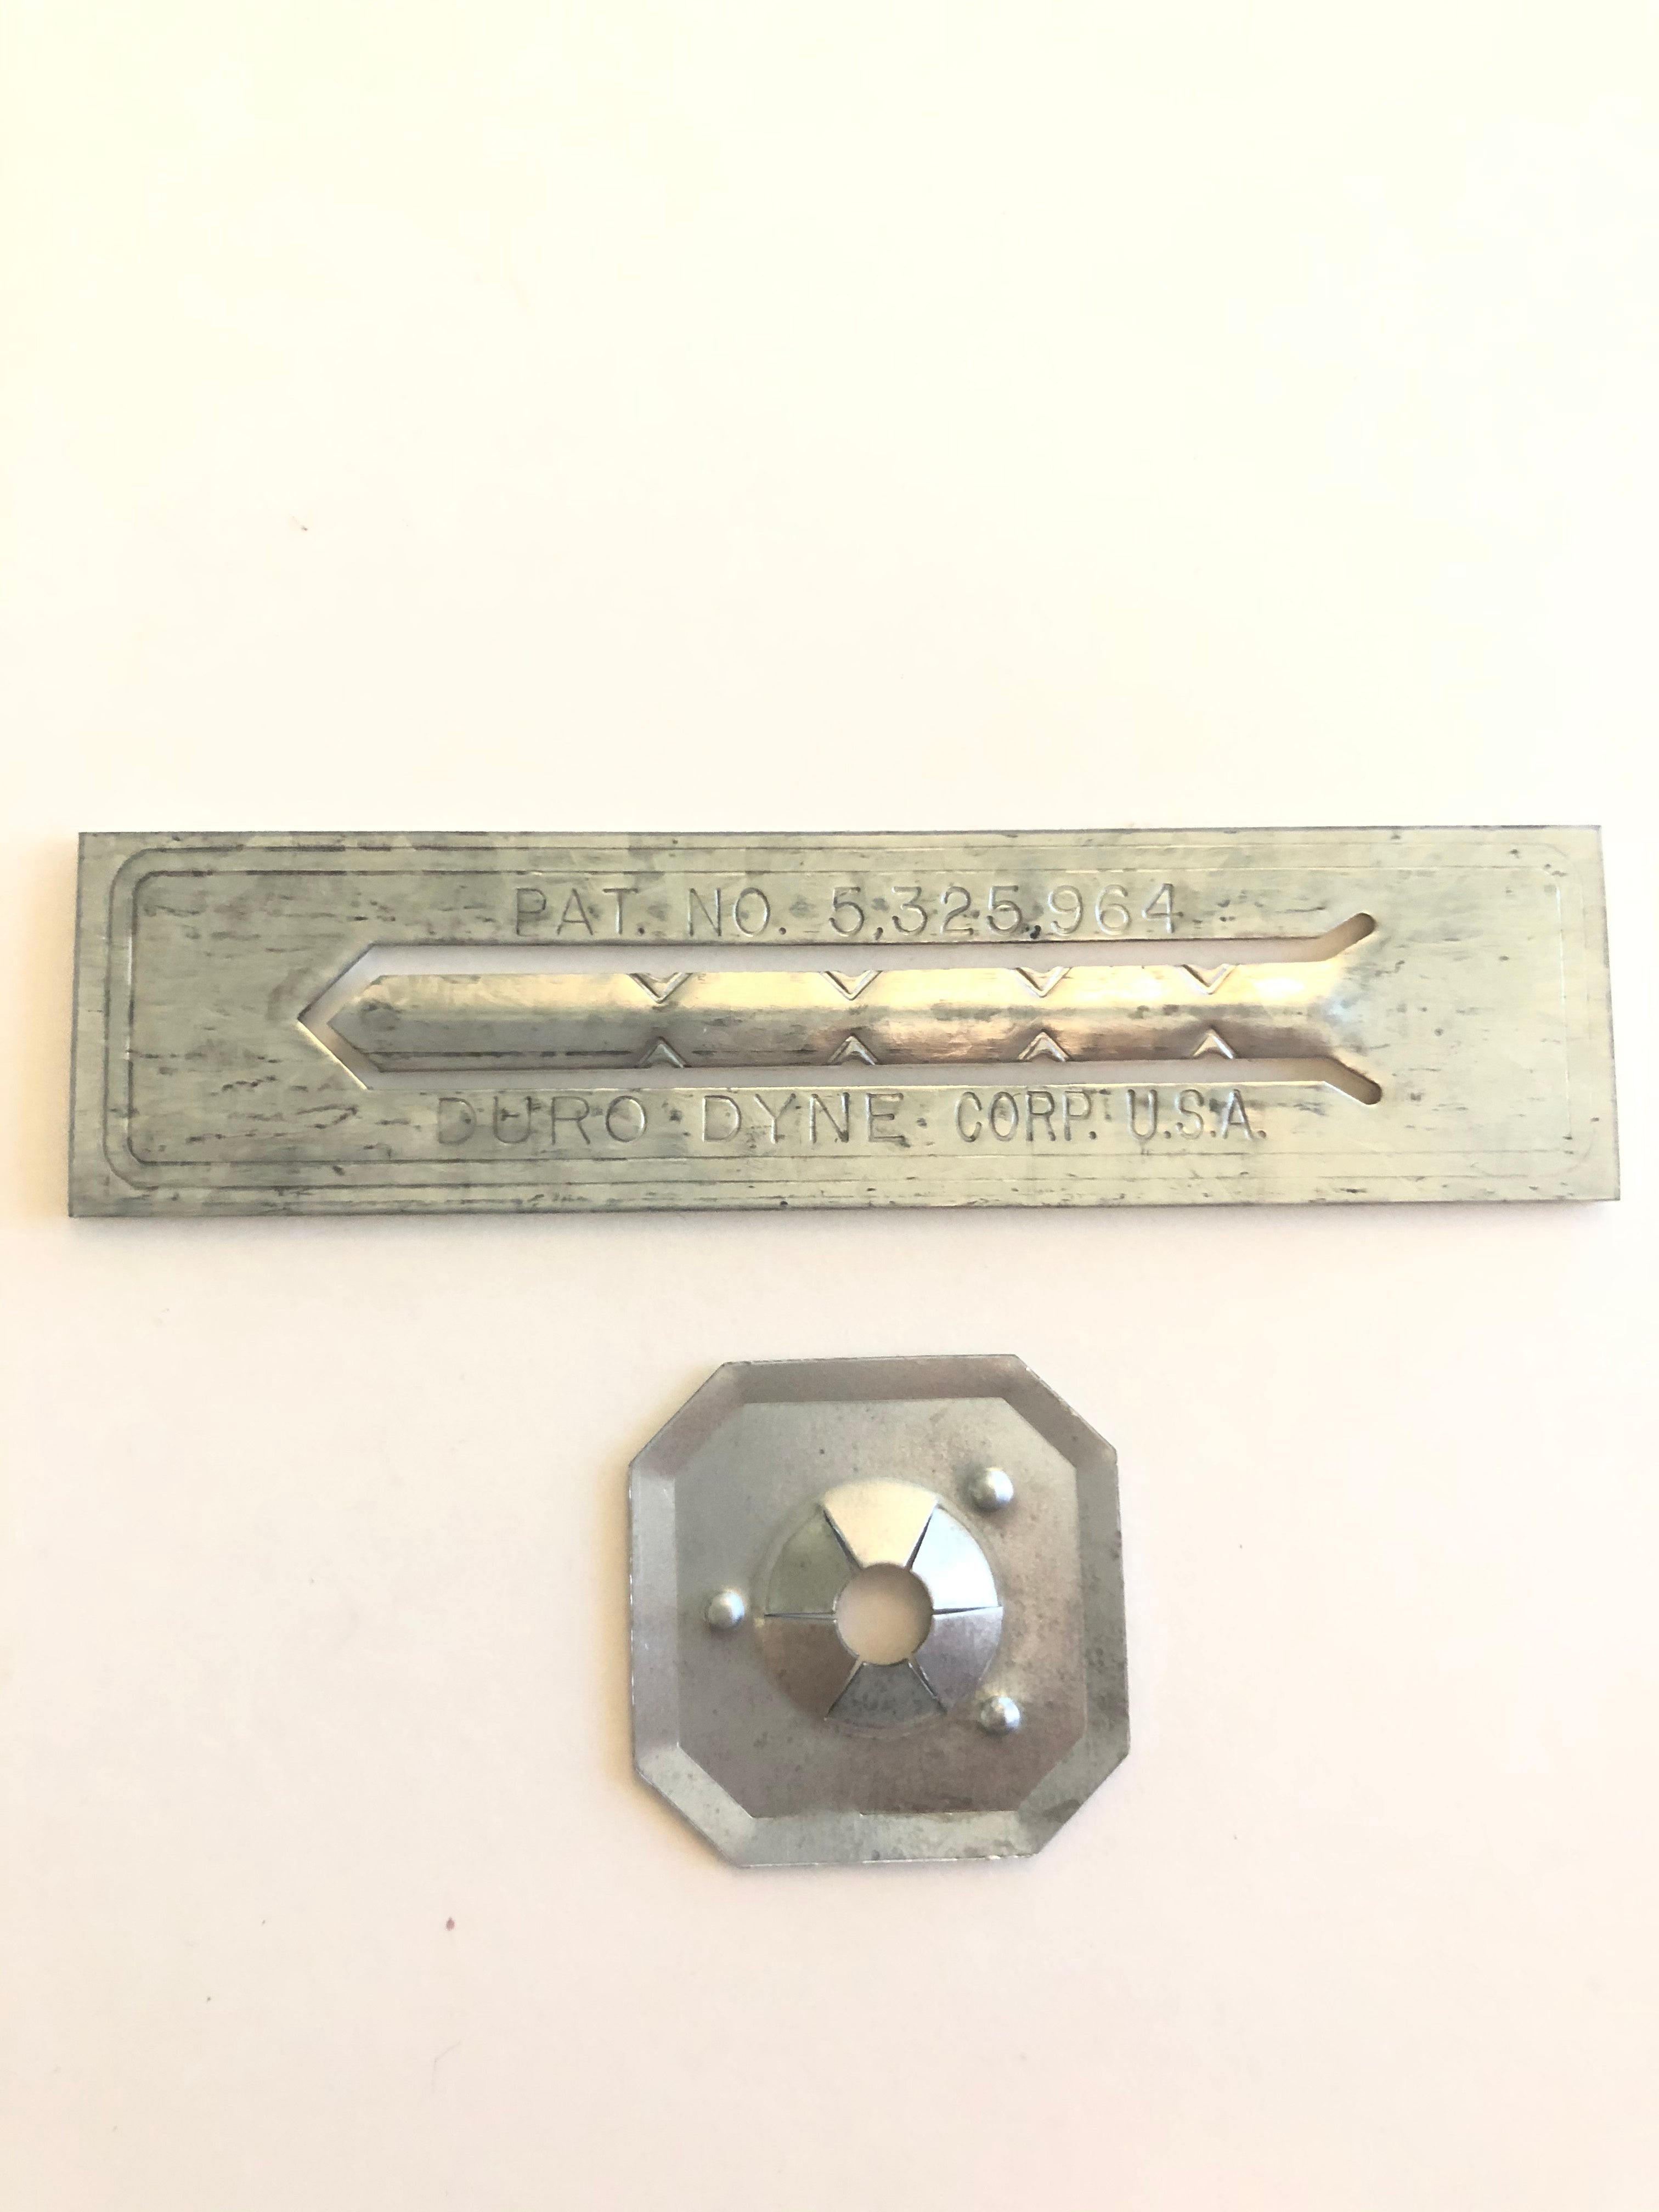 PAT. NO. 5,325,964
DURO DYNE CORP. U.S.A.